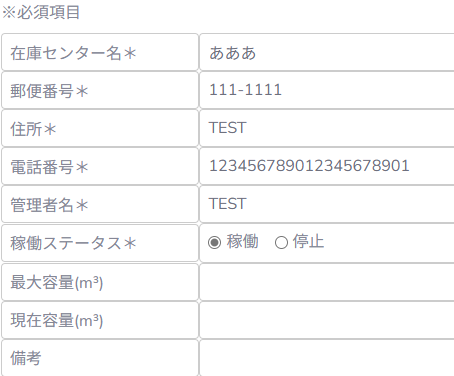 ※必須項目
在庫センター名＊ あああ
郵便番号＊ 111-1111
住所＊ TEST
電話番号＊ 123456789012345678901
管理者名＊ TEST
稼働ステータス＊ 稼働 停止
最大容量(m³)
現在容量(m³)
備考